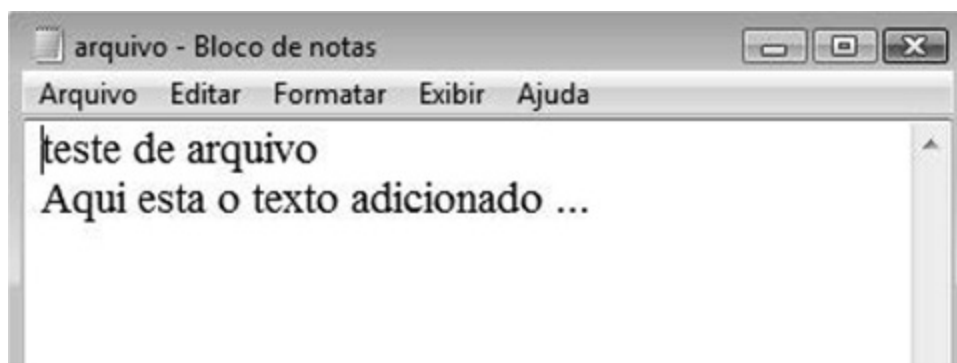 arquivo - Bloco de notas
Arquivo Editar Formatar Exibir Ajuda
teste de arquivo
Aqui esta o texto adicionado ...